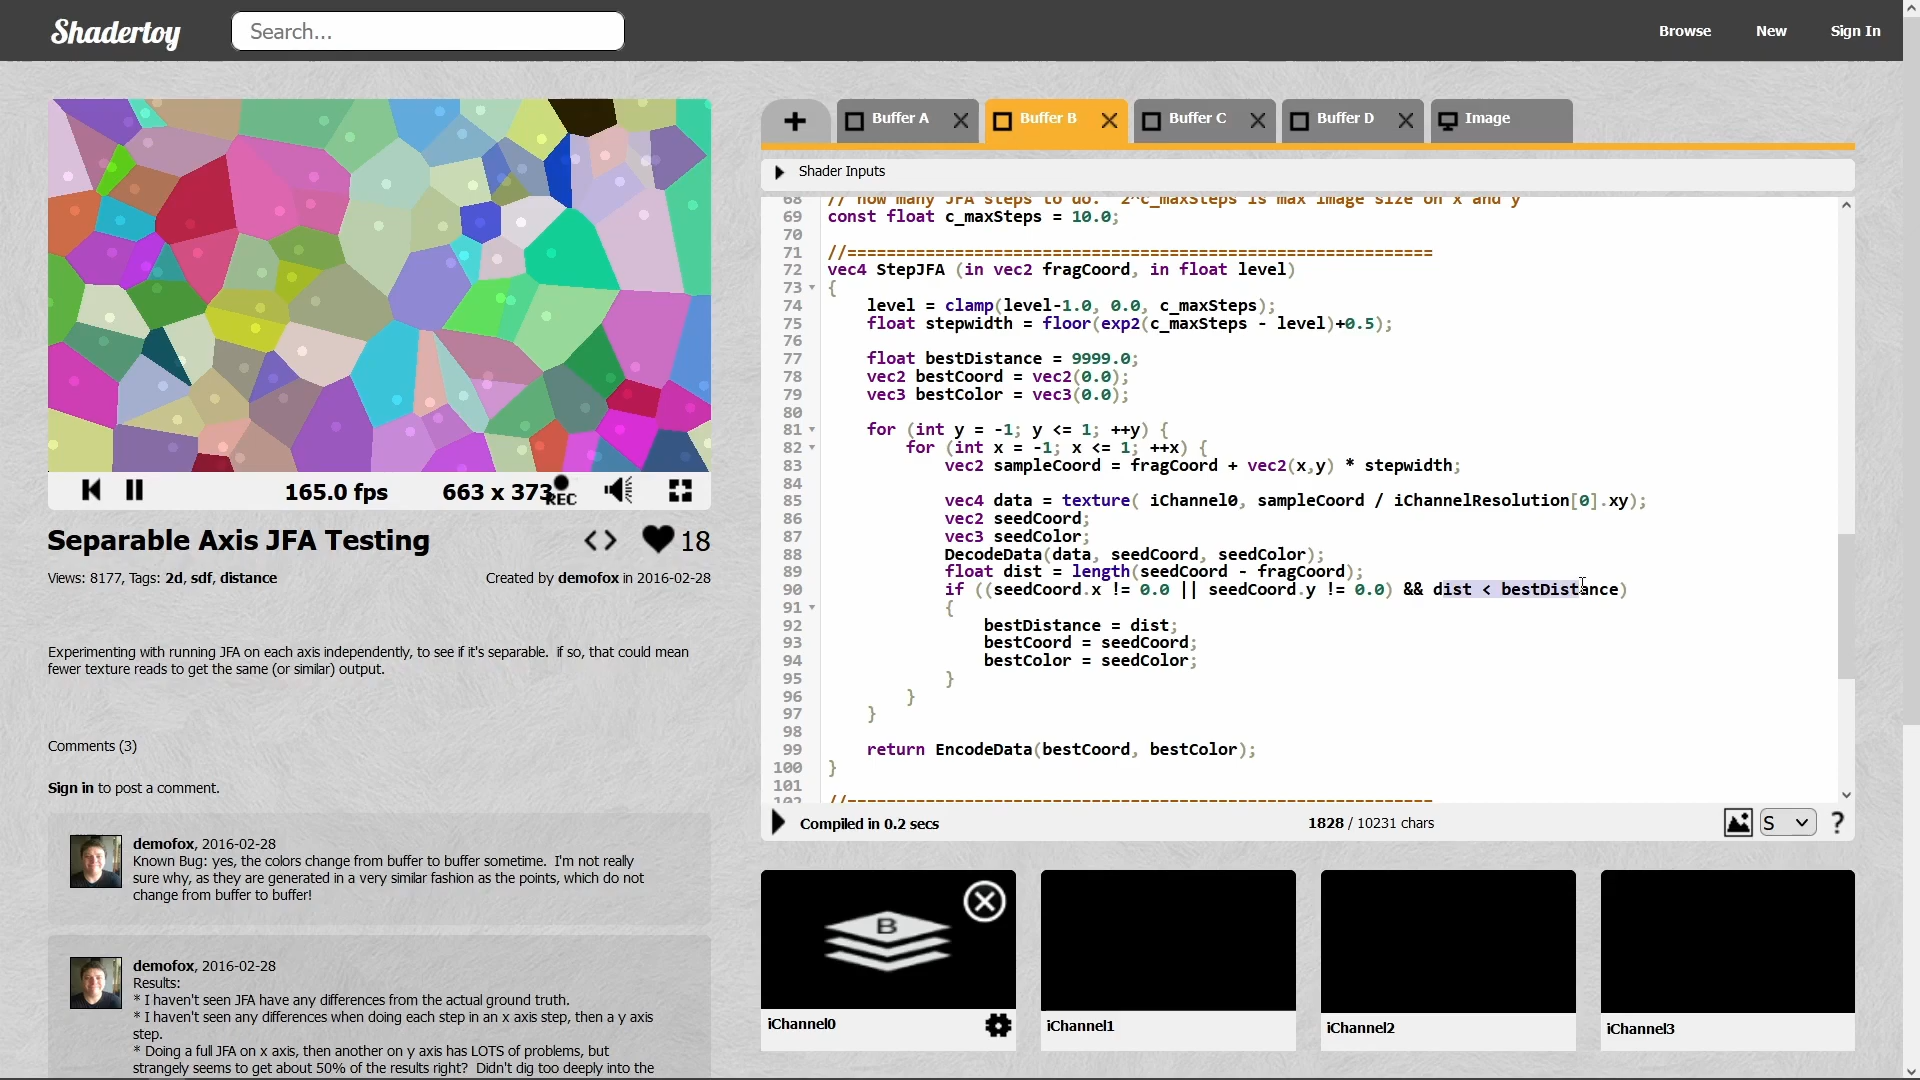 Shadertoy
Search...
Browse New Sign In
Buffer A Buffer B Buffer C Buffer D Image
Shader Inputs
68 // how many JFA steps to do.  2^c_maxSteps is max image size on x and y
69 const float c_maxSteps = 10.0;
70
71 //============================================================
72 vec4 StepJFA (in vec2 fragCoord, in float level)
73 {
74     level = clamp(level-1.0, 0.0, c_maxSteps);
75     float stepwidth = floor(exp2(c_maxSteps - level)+0.5);
76
77     float bestDistance = 9999.0;
78     vec2 bestCoord = vec2(0.0);
79     vec3 bestColor = vec3(0.0);
80
81     for (int y = -1; y <= 1; ++y) {
82         for (int x = -1; x <= 1; ++x) {
83             vec2 sampleCoord = fragCoord + vec2(x,y) * stepwidth;
84
85             vec4 data = texture( iChannel0, sampleCoord / iChannelResolution[0].xy);
86             vec2 seedCoord;
87             vec3 seedColor;
88             DecodeData(data, seedCoord, seedColor);
89             float dist = length(seedCoord - fragCoord);
90             if ((seedCoord.x != 0.0 || seedCoord.y != 0.0) && dist < bestDistance)
91             {
92                 bestDistance = dist;
93                 bestCoord = seedCoord;
94                 bestColor = seedColor;
95             }
96         }
97     }
98
99     return EncodeData(bestCoord, bestColor);
100 }
101
102 //============================================================
Compiled in 0.2 secs
1828 / 10231 chars
S
?
165.0 fps
663 x 373
REC
Separable Axis JFA Testing
18
Views: 8177, Tags: 2d, sdf, distance
Created by demofox in 2016-02-28
Experimenting with running JFA on each axis independently, to see if it's separable.  if so, that could mean
fewer texture reads to get the same (or similar) output.
Comments (3)
Sign in to post a comment.
demofox, 2016-02-28
Known Bug: yes, the colors change from buffer to buffer sometime.  I'm not really
sure why, as they are generated in a very similar fashion as the points, which do not
change from buffer to buffer!
demofox, 2016-02-28
Results:
* I haven't seen JFA have any differences from the actual ground truth.
* I haven't seen any differences when doing each step in an x axis step, then a y axis
step.
* Doing a full JFA on x axis, then another on y axis has LOTS of problems, but
strangely seems to get about 50% of the results right?  Didn't dig too deeply into the
B
iChannel0
iChannel1
iChannel2
iChannel3